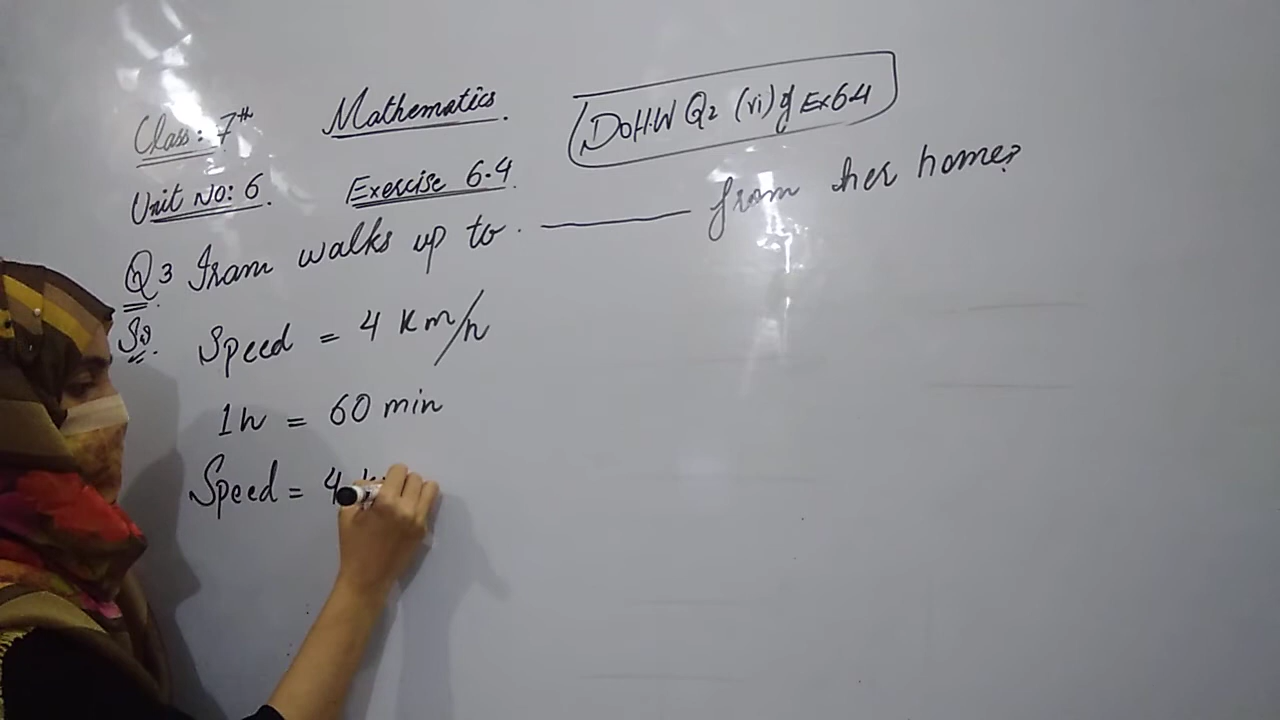 Class: 7th Mathematics.
Do H.W Q2 (vi) of Ex 6.4
Unit No: 6. Exercise 6.4.
Q3 Iram walks up to. ______ from her home?
Sol. Speed = 4 Km/h
1h = 60 min
Speed = 4 k